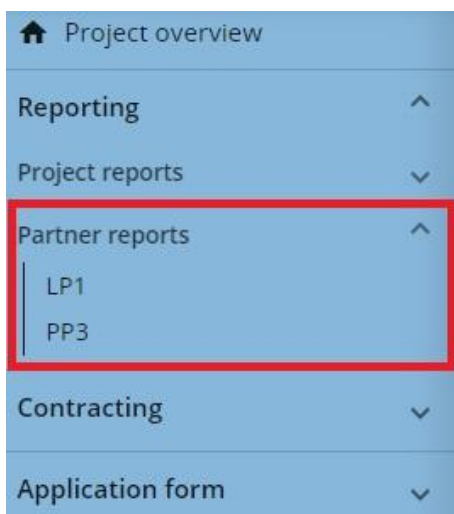 Project overview
Reporting
Project reports
Partner reports
LP1
PP3
Contracting
Application form